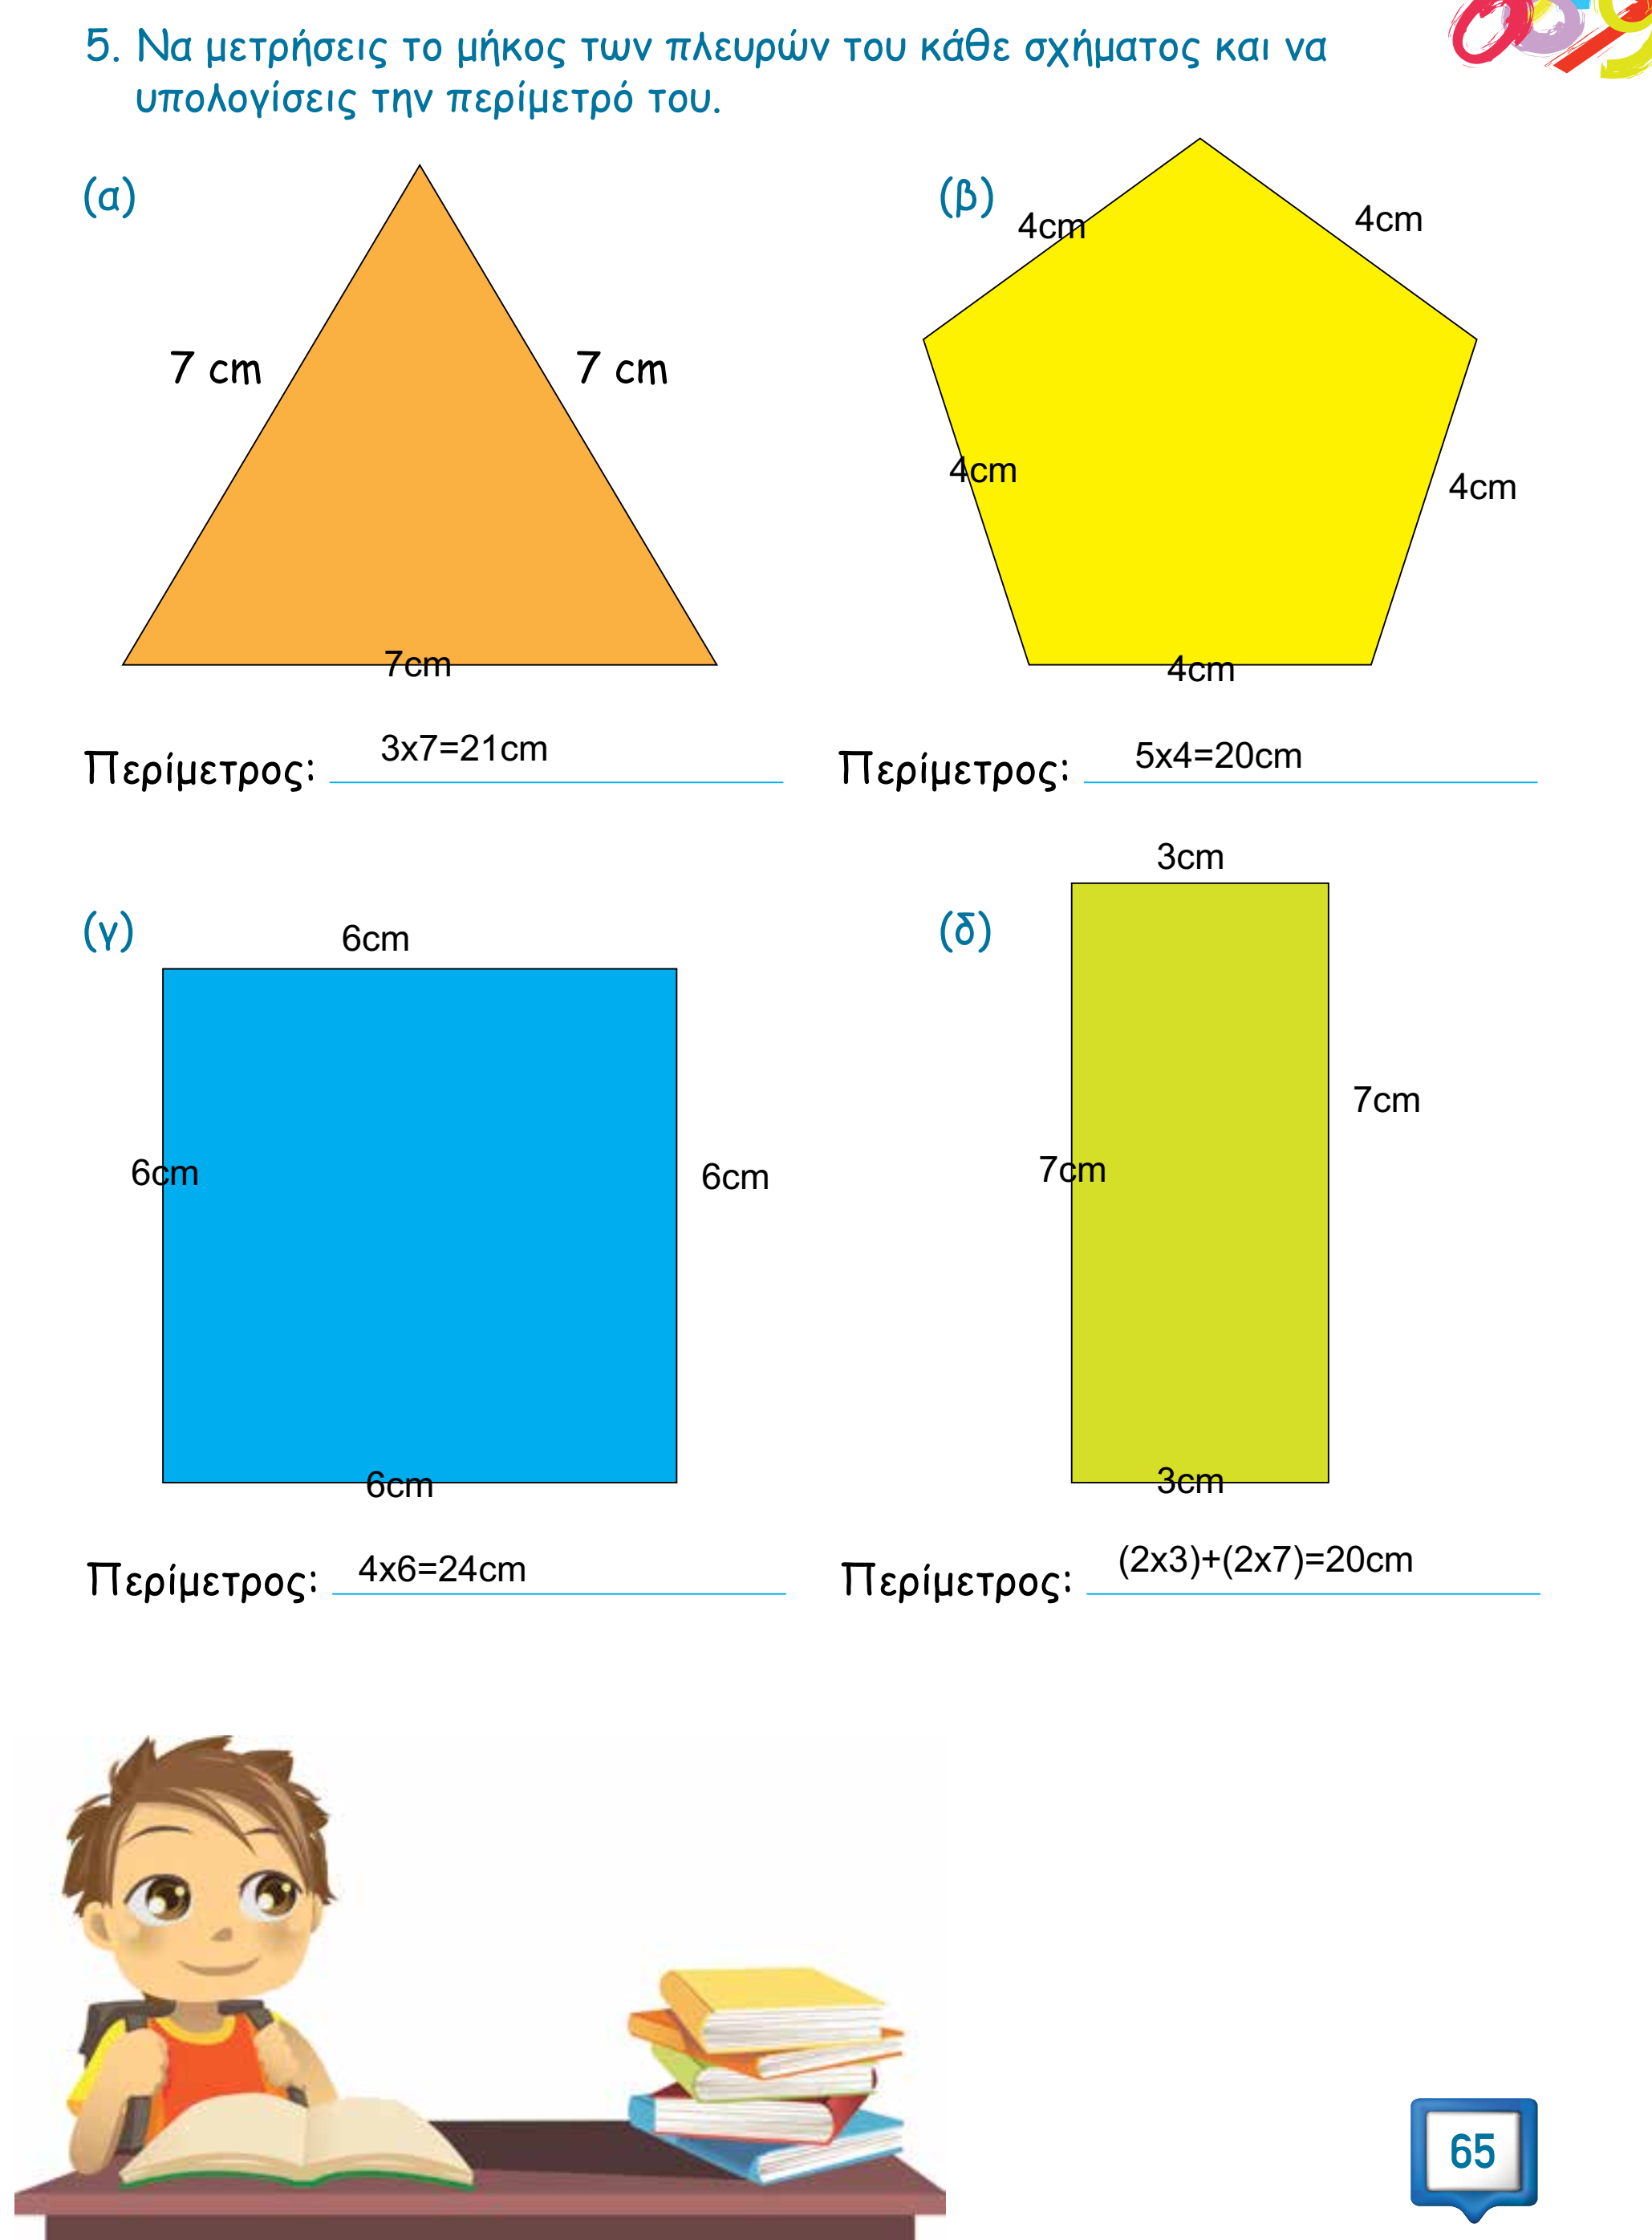 5. Να μετρήσεις το μήκος των πλευρών του κάθε σχήματος και να
υπολογίσεις την περίμετρό του.
(α)
7 cm
7 cm
7cm
Περίμετρος: 3x7=21cm
(β)
4cm
4cm
4cm
4cm
4cm
Περίμετρος: 5x4=20cm
(γ)
6cm
6cm
6cm
6cm
Περίμετρος: 4x6=24cm
(δ)
3cm
7cm
7cm
3cm
Περίμετρος: (2x3)+(2x7)=20cm
65